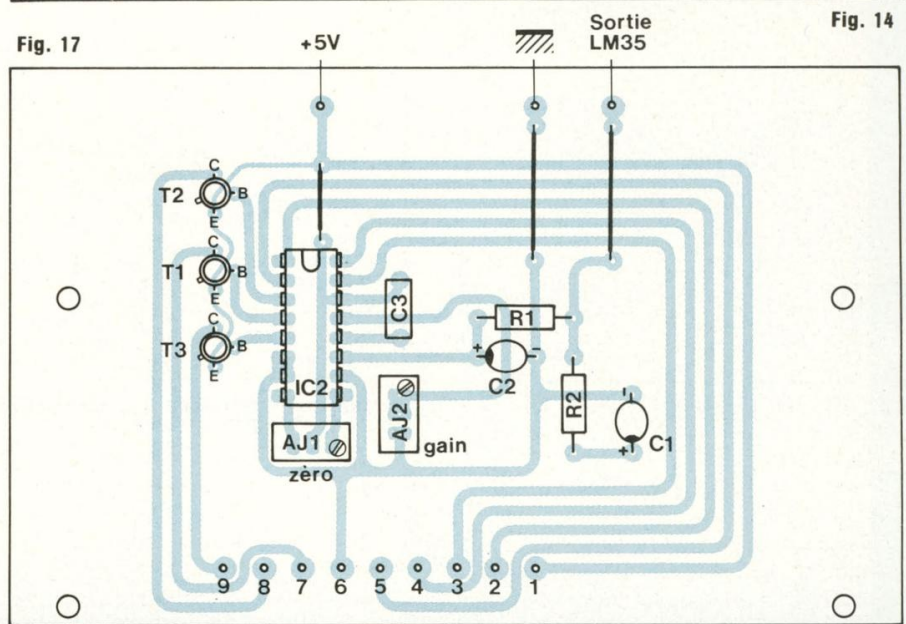 Fig. 17
+5V
Sortie
LM35
Fig. 14
C
T2
B
E
C
T1
B
E
C
T3
B
E
IC2
C3
R1
+
-
C2
R2
-
C1
+
AJ1
zèro
AJ2
gain
9 8 7 6 5 4 3 2 1